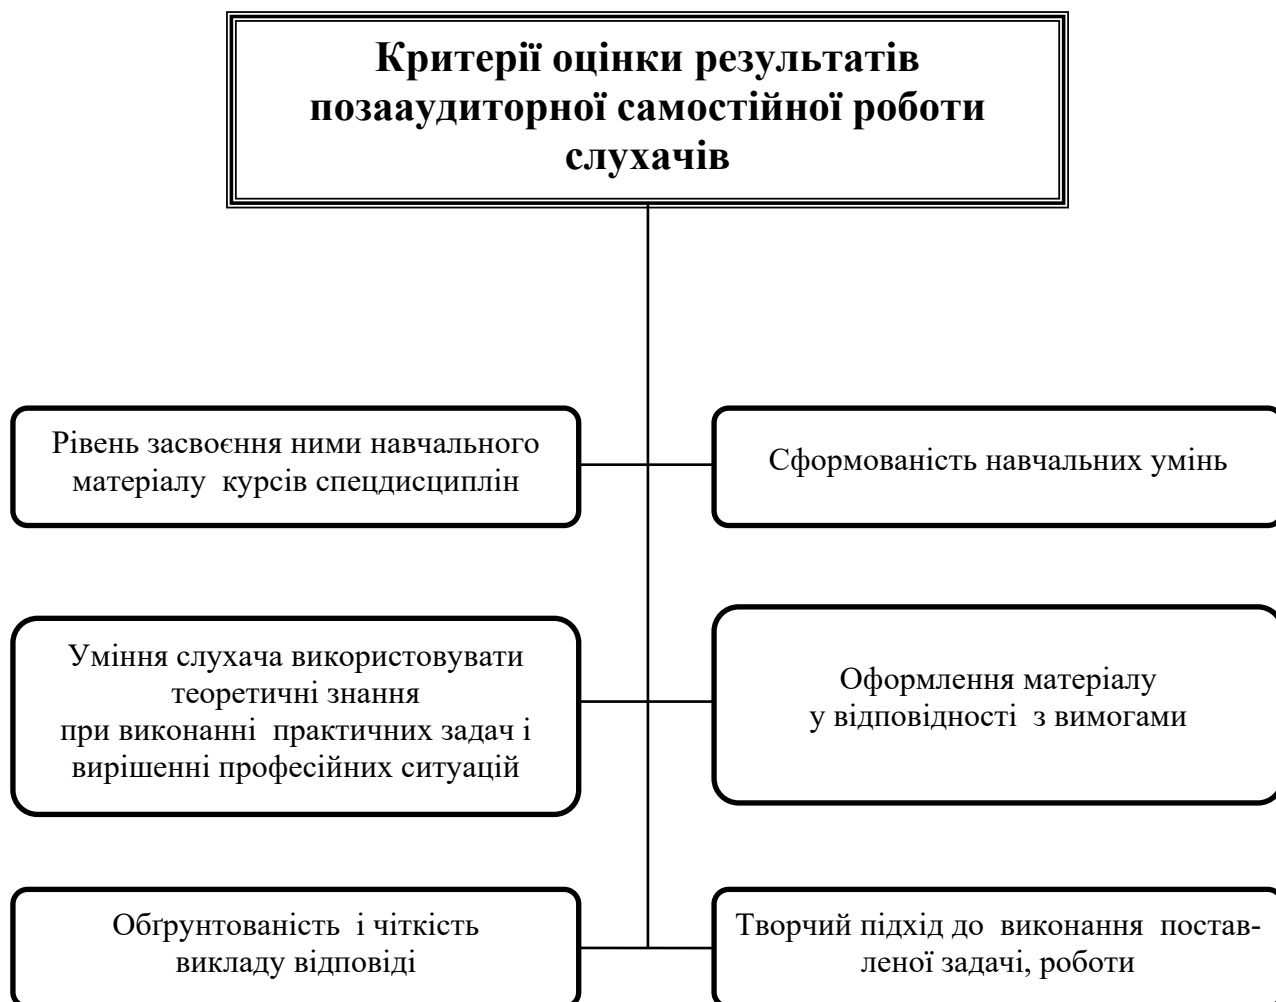 Критерії оцінки результатів
позааудиторної самостійної роботи
слухачів
Рівень засвоєння ними навчального
матеріалу курсів спецдисциплін
Сформованість навчальних умінь
Уміння слухача використовувати
теоретичні знання
при виконанні практичних задач і
вирішенні професійних ситуацій
Оформлення матеріалу
у відповідності з вимогами
Обґрунтованість і чіткість
викладу відповіді
Творчий підхід до виконання постав-
леної задачі, роботи